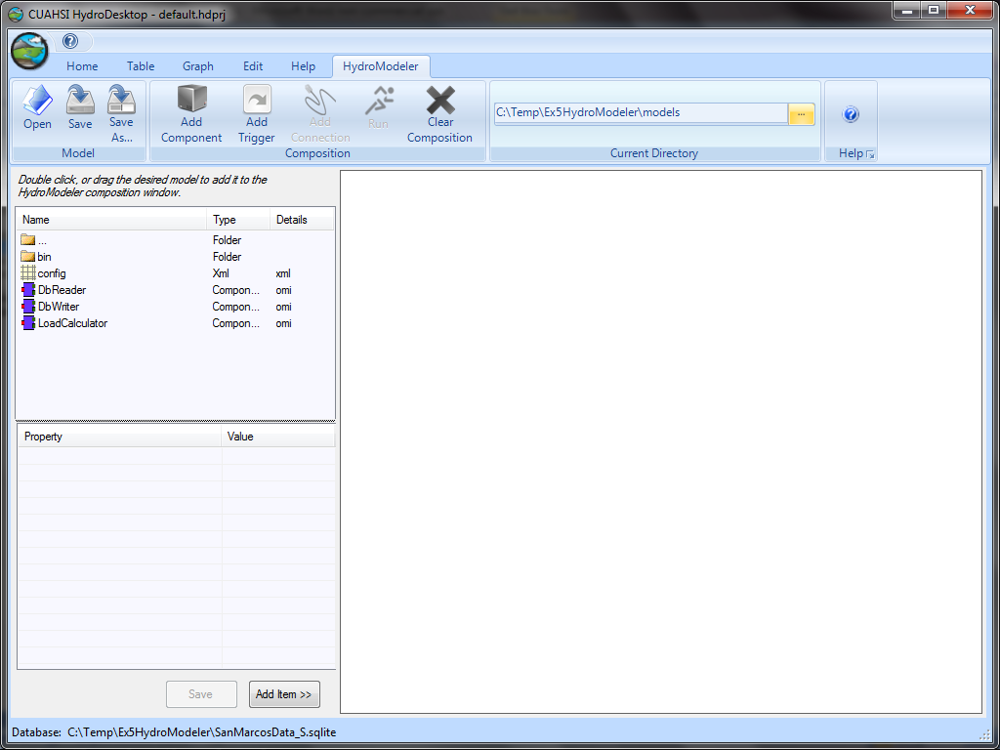 CUAHSI HydroDesktop - default.hdprj
Home Table Graph Edit Help HydroModeler
Open Save Save As...
Model
Add Component Add Trigger Add Connection Run Clear Composition
Composition
C:\Temp\Ex5HydroModeler\models ...
Current Directory
Help
Double click, or drag the desired model to add it to the
HydroModeler composition window.
Name Type Details
... Folder
bin Folder
config Xml xml
DbReader Compon... omi
DbWriter Compon... omi
LoadCalculator Compon... omi
Property Value
Save Add Item >>
Database: C:\Temp\Ex5HydroModeler\SanMarcosData_S.sqlite